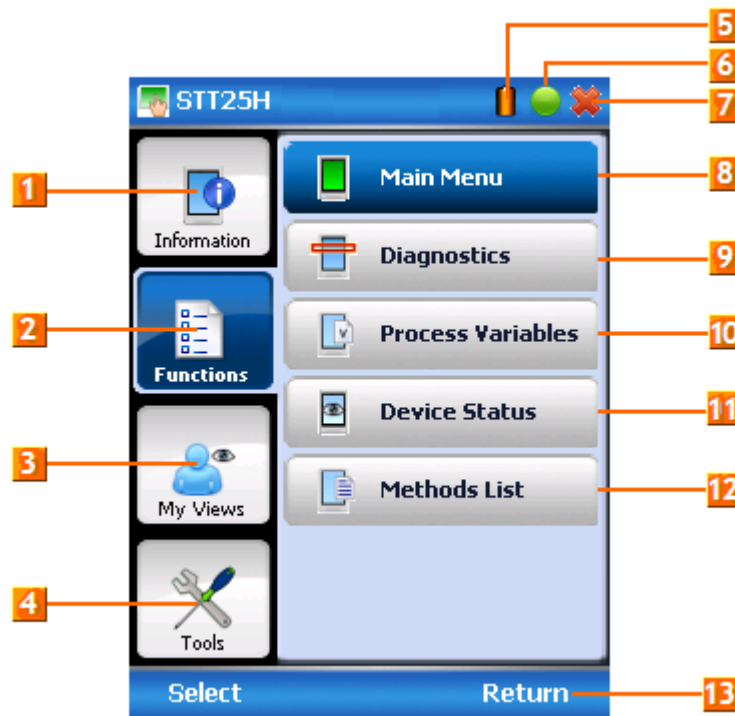 5
6
STT25H
7
1
Information
Main Menu
8
Diagnostics
9
2
Functions
Process Variables
10
Device Status
11
3
My Views
Methods List
12
4
Tools
Select
Return
13